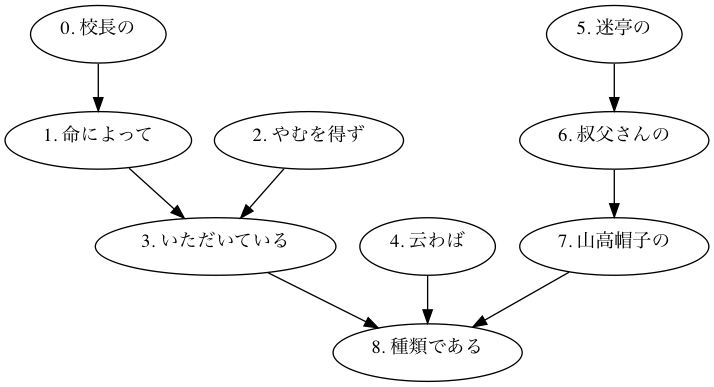 0. 校長の
5. 迷亭の
1. 命によって
2. やむを得ず
6. 叔父さんの
3. いただいている
4. 云わば
7. 山高帽子の
8. 種類である